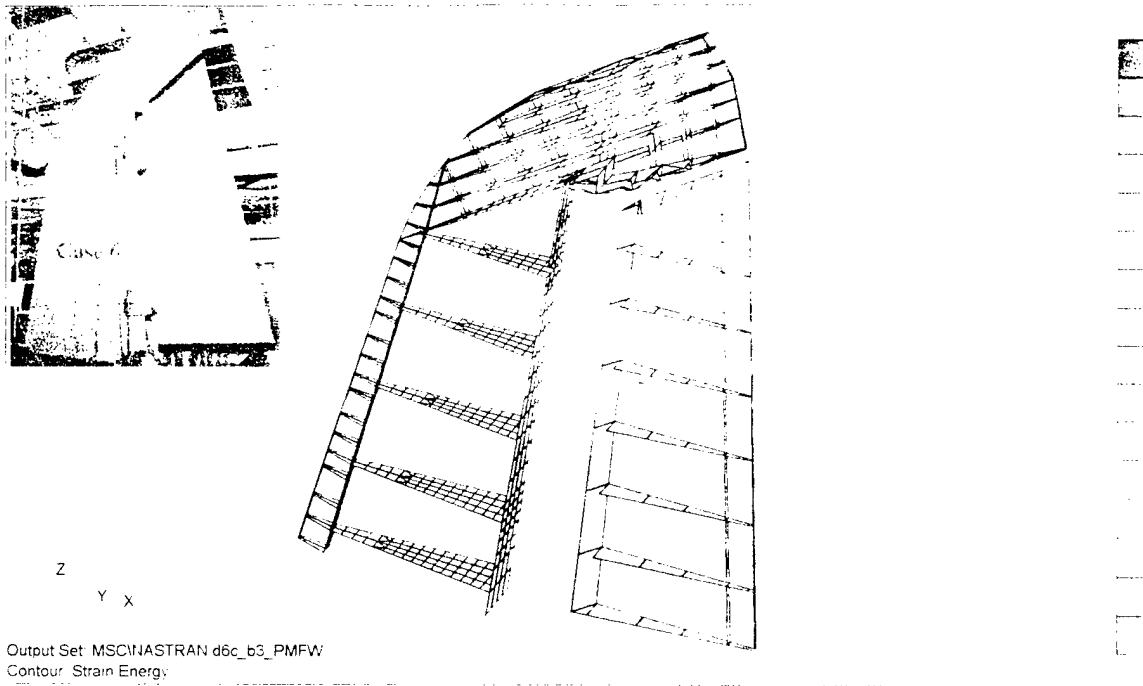 Case 6
Z
Y X
Output Set: MSC\NASTRAN d6c_b3_PMFW
Contour: Strain Energy